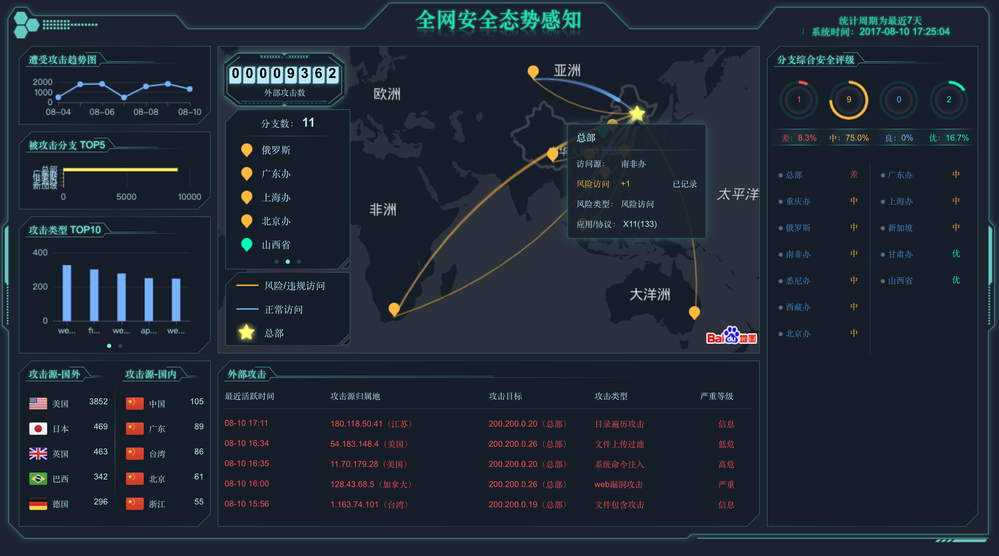 全网安全态势感知
统计周期为最近7天
系统时间：2017-08-10 17:25:04
遭受攻击趋势图
2000
1000
0
08-04 08-06 08-08 08-10
被攻击分支 TOP5
总部
新加坡
0 5000 10000
攻击类型 TOP10
400
200
0
we... fi... we... ap... we...
攻击源-国外
美国 3852
日本 469
英国 463
巴西 342
德国 296
攻击源-国内
中国 105
广东 89
台湾 86
北京 61
浙江 55
00009362
外部攻击数
分支数： 11
俄罗斯
广东办
上海办
北京办
山西省
风险/违规访问
正常访问
总部
欧洲
亚洲
非洲
太平洋
大洋洲
总部
访问源： 南非办
风险访问 +1 已记录
风险类型： 风险访问
应用/协议： X11(133)
Bai du 地图
外部攻击
最近活跃时间 攻击源归属地 攻击目标 攻击类型 严重等级
08-10 17:11 180.118.50.41（江苏） 200.200.0.20（总部） 目录遍历攻击 信息
08-10 16:34 54.183.148.4（美国） 200.200.0.26（总部） 文件上传过滤 低危
08-10 16:35 11.70.179.28（美国） 200.200.0.20（总部） 系统命令注入 高危
08-10 16:00 128.43.68.5（加拿大） 200.200.0.26（总部） web漏洞攻击 严重
08-10 15:56 1.163.74.101（台湾） 200.200.0.19（总部） 文件包含攻击 信息
分支综合安全评级
1 9 0 2
差：8.3% 中：75.0% 良：0% 优：16.7%
总部 差 广东办 中
重庆办 中 上海办 中
俄罗斯 中 新加坡 中
南非办 中 甘肃办 优
悉尼办 中 山西省 优
西藏办 中
北京办 中